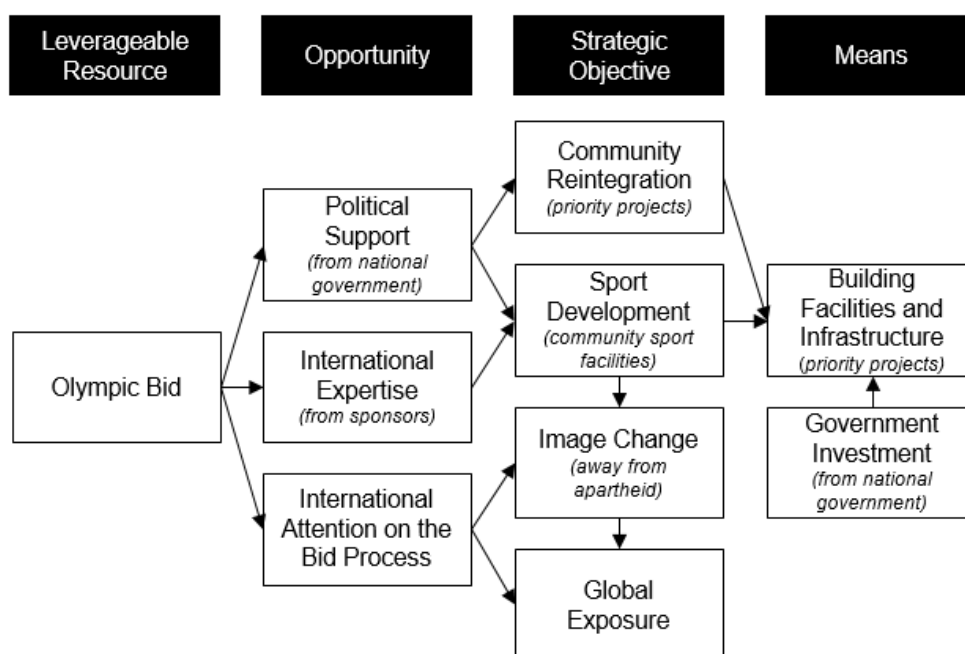 Leverageable
Resource
Opportunity
Strategic
Objective
Means
Olympic Bid
Political
Support
(from national
government)
International
Expertise
(from sponsors)
International
Attention on the
Bid Process
Community
Reintegration
(priority projects)
Sport
Development
(community sport
facilities)
Image Change
(away from
apartheid)
Global
Exposure
Building
Facilities and
Infrastructure
(priority projects)
Government
Investment
(from national
government)